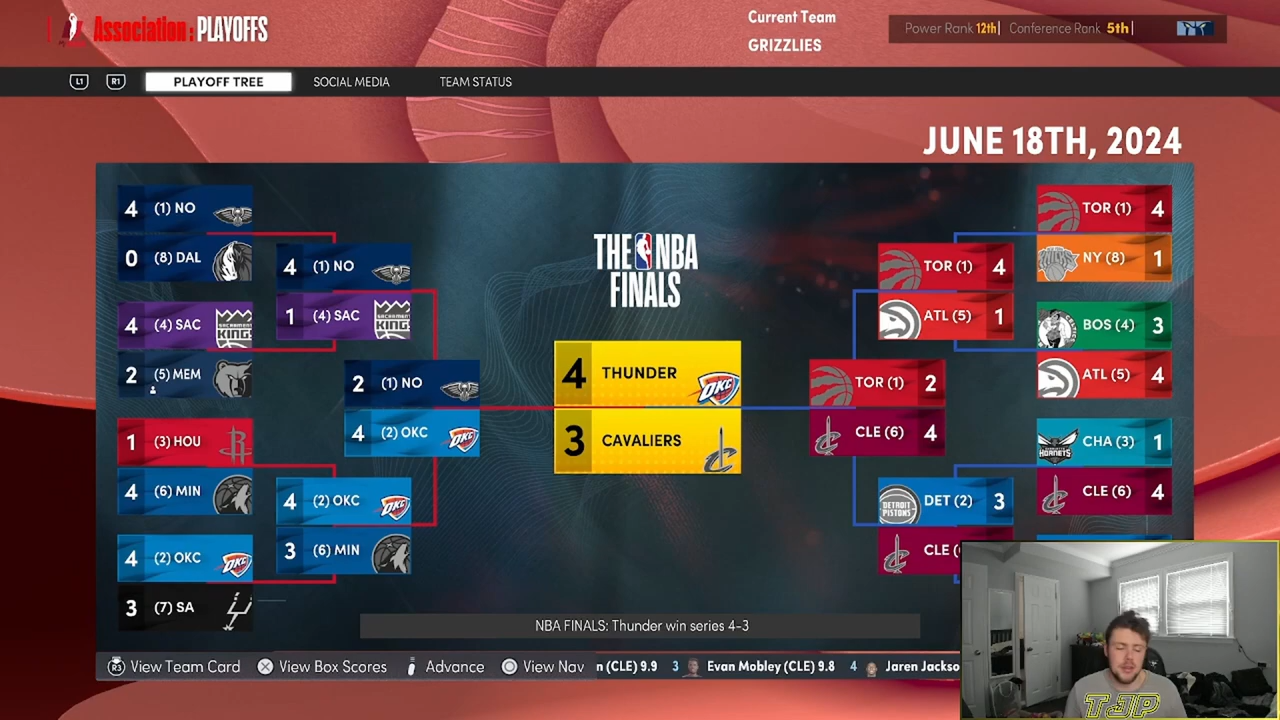 Association: PLAYOFFS
Current Team
GRIZZLIES
Power Rank 12th| Conference Rank 5th|
L1 R1 PLAYOFF TREE SOCIAL MEDIA TEAM STATUS
JUNE 18TH, 2024
4 (1) NO
0 (8) DAL
4 (4) SAC
2 (5) MEM
1 (3) HOU
4 (6) MIN
4 (2) OKC
3 (7) SA
4 (1) NO
1 (4) SAC
4 (2) OKC
3 (6) MIN
2 (1) NO
4 (2) OKC
THE NBA
FINALS
4 THUNDER
3 CAVALIERS
TOR (1) 2
CLE (6) 4
TOR (1) 4
ATL (5) 1
DET (2) 3
CLE (
TOR (1) 4
NY (8) 1
BOS (4) 3
ATL (5) 4
CHA (3) 1
CLE (6) 4
NBA FINALS: Thunder win series 4-3
R3 View Team Card View Box Scores Advance View Nav n (CLE) 9.9 3 Evan Mobley (CLE) 9.8 4 Jaren Jackso
TJP